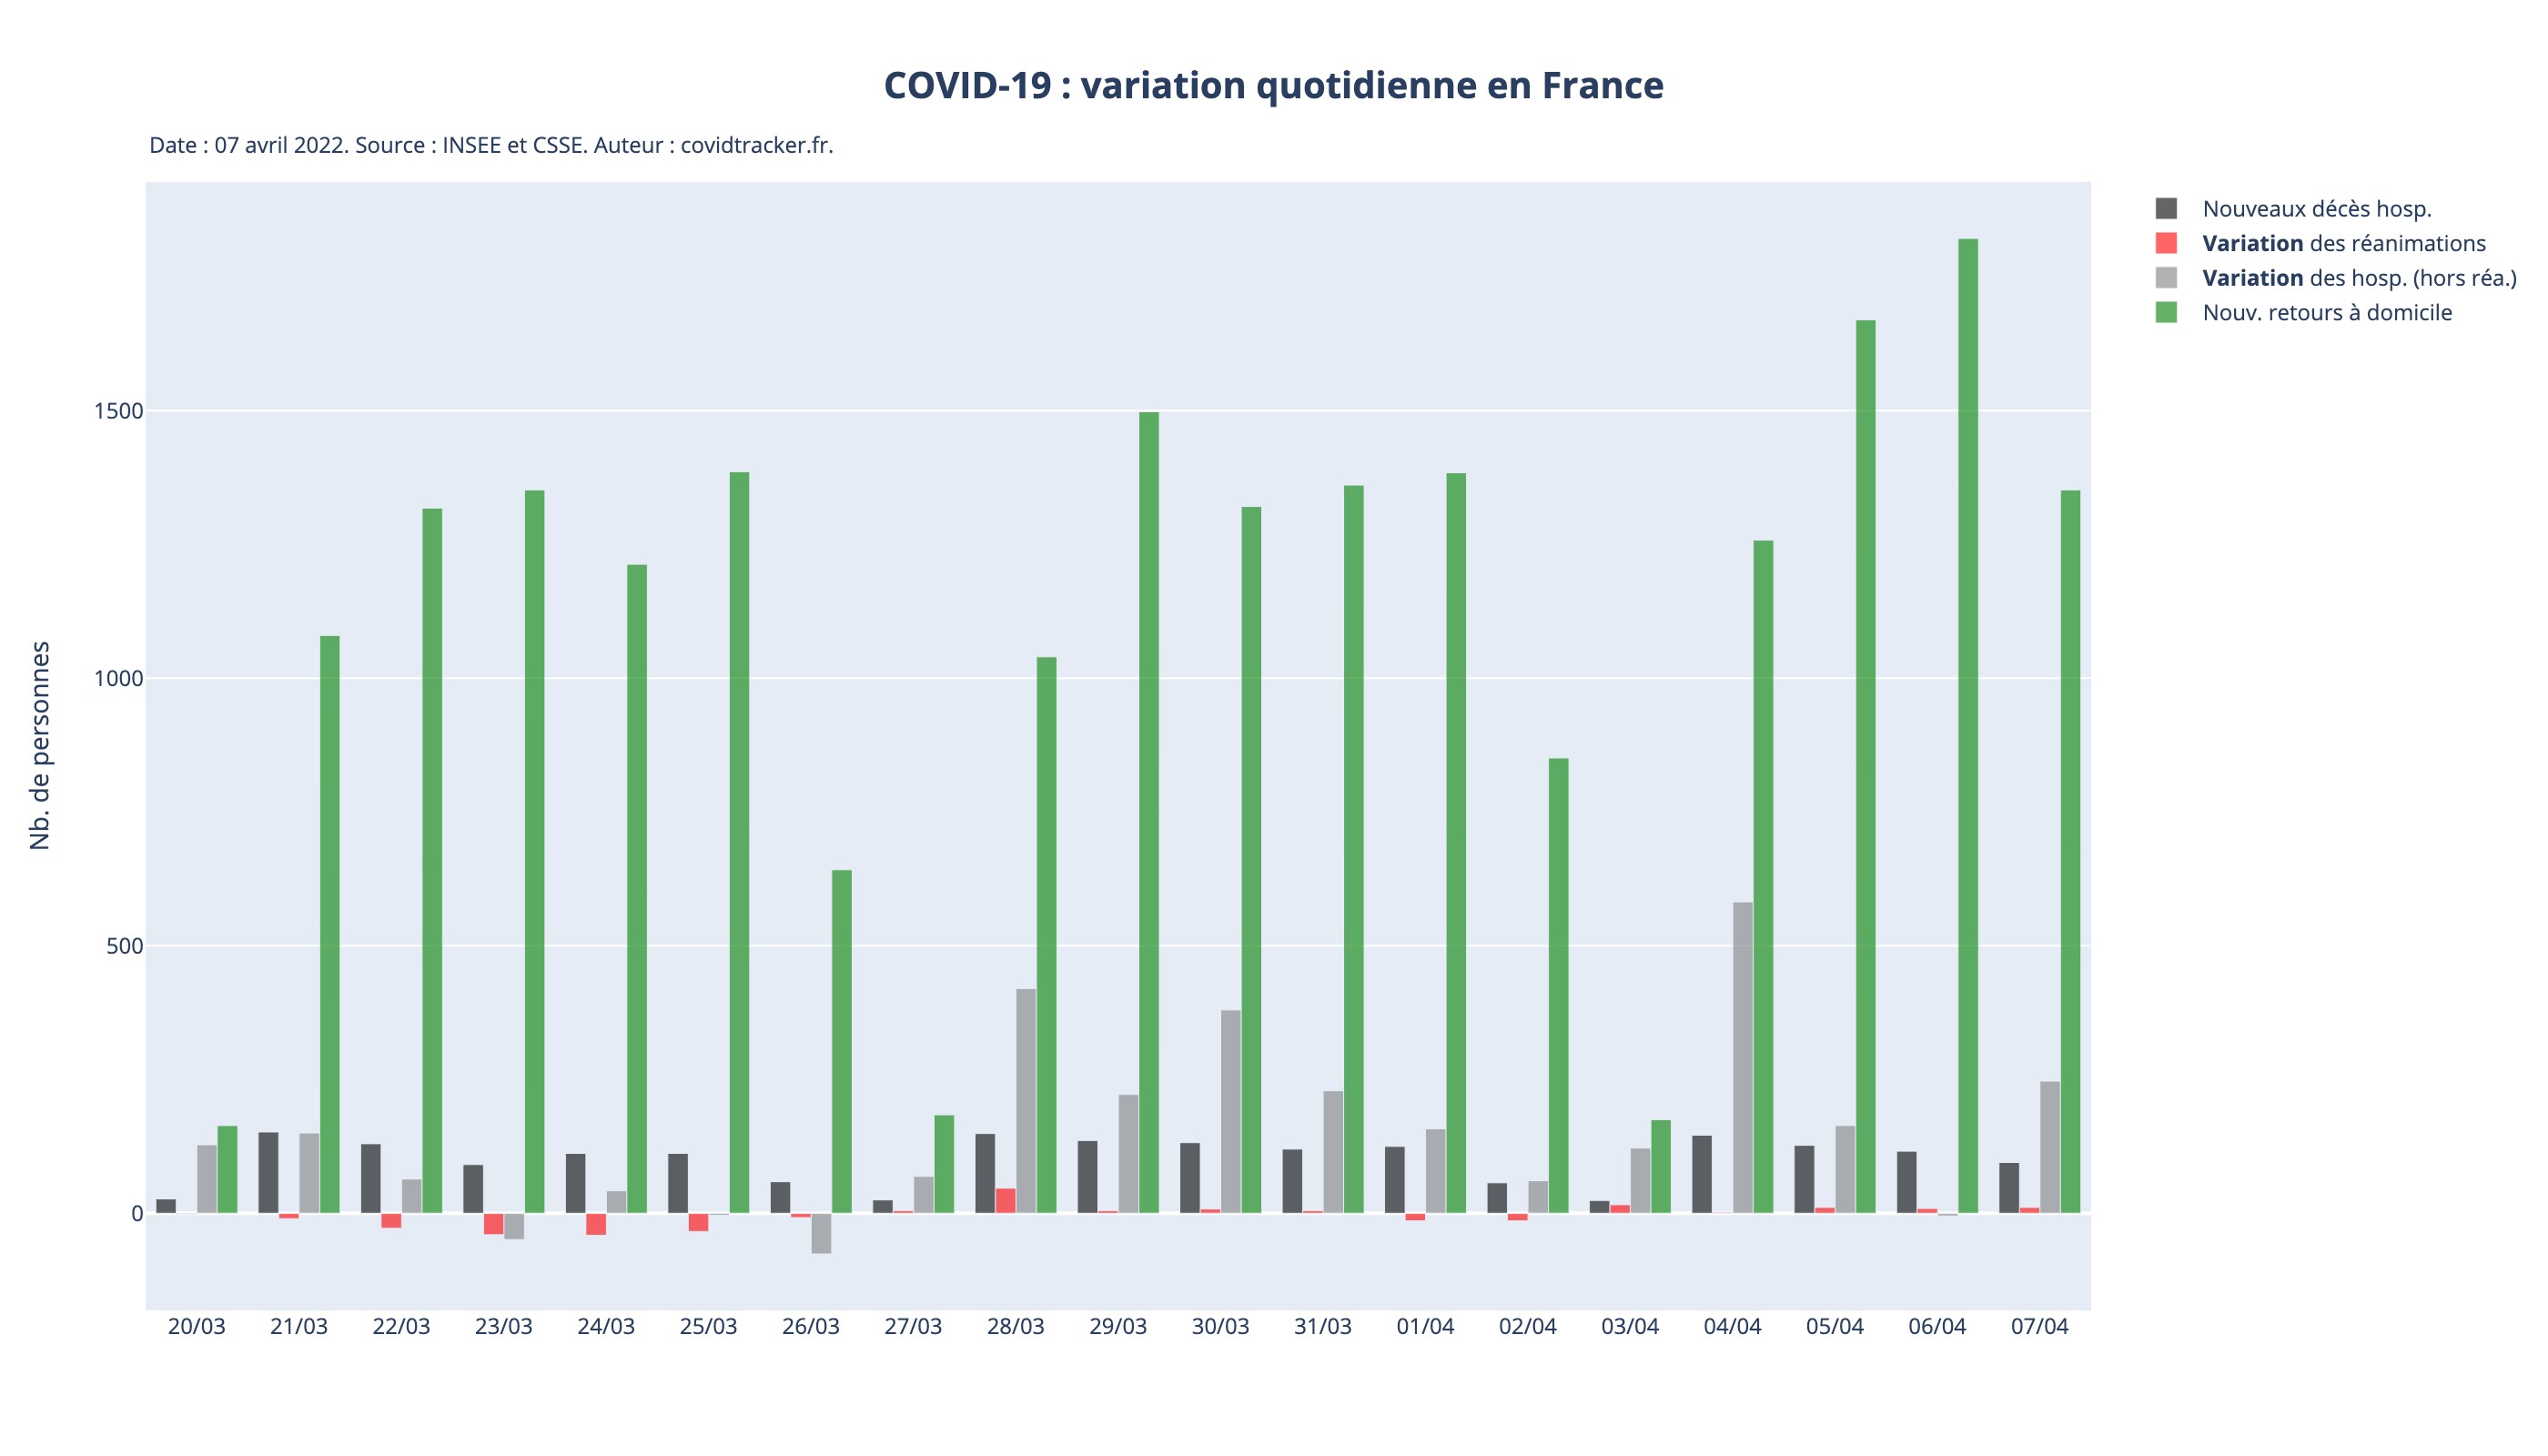 COVID-19 : variation quotidienne en France
Date : 07 avril 2022. Source : INSEE et CSSE. Auteur : covidtracker.fr.
Nouveaux décès hosp.
Variation des réanimations
Variation des hosp. (hors réa.)
Nouv. retours à domicile
Nb. de personnes
1500
1000
500
0
20/03 21/03 22/03 23/03 24/03 25/03 26/03 27/03 28/03 29/03 30/03 31/03 01/04 02/04 03/04 04/04 05/04 06/04 07/04